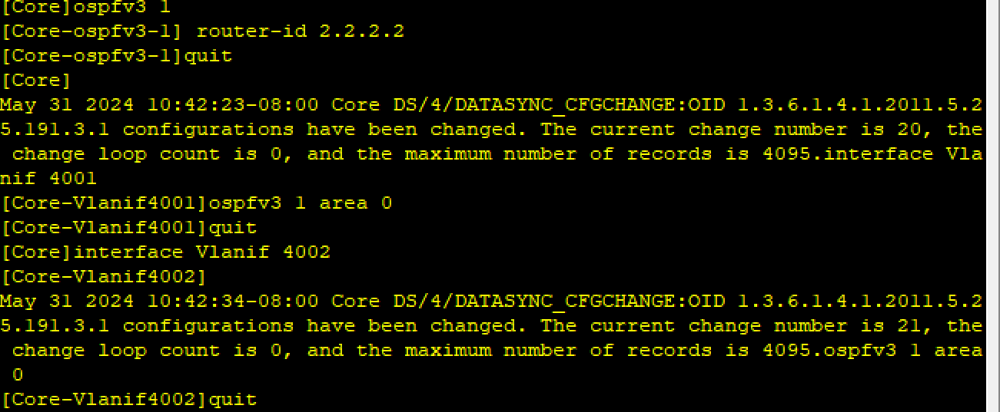 [Core]ospfv3 1
[Core-ospfv3-1] router-id 2.2.2.2
[Core-ospfv3-1]quit
[Core]
May 31 2024 10:42:23-08:00 Core DS/4/DATASYNC_CFGCHANGE:OID 1.3.6.1.4.1.2011.5.2
5.191.3.1 configurations have been changed. The current change number is 20, the
 change loop count is 0, and the maximum number of records is 4095.interface Vla
nif 4001
[Core-Vlanif4001]ospfv3 1 area 0
[Core-Vlanif4001]quit
[Core]interface Vlanif 4002
[Core-Vlanif4002]
May 31 2024 10:42:34-08:00 Core DS/4/DATASYNC_CFGCHANGE:OID 1.3.6.1.4.1.2011.5.2
5.191.3.1 configurations have been changed. The current change number is 21, the
 change loop count is 0, and the maximum number of records is 4095.ospfv3 1 area
 0
[Core-Vlanif4002]quit